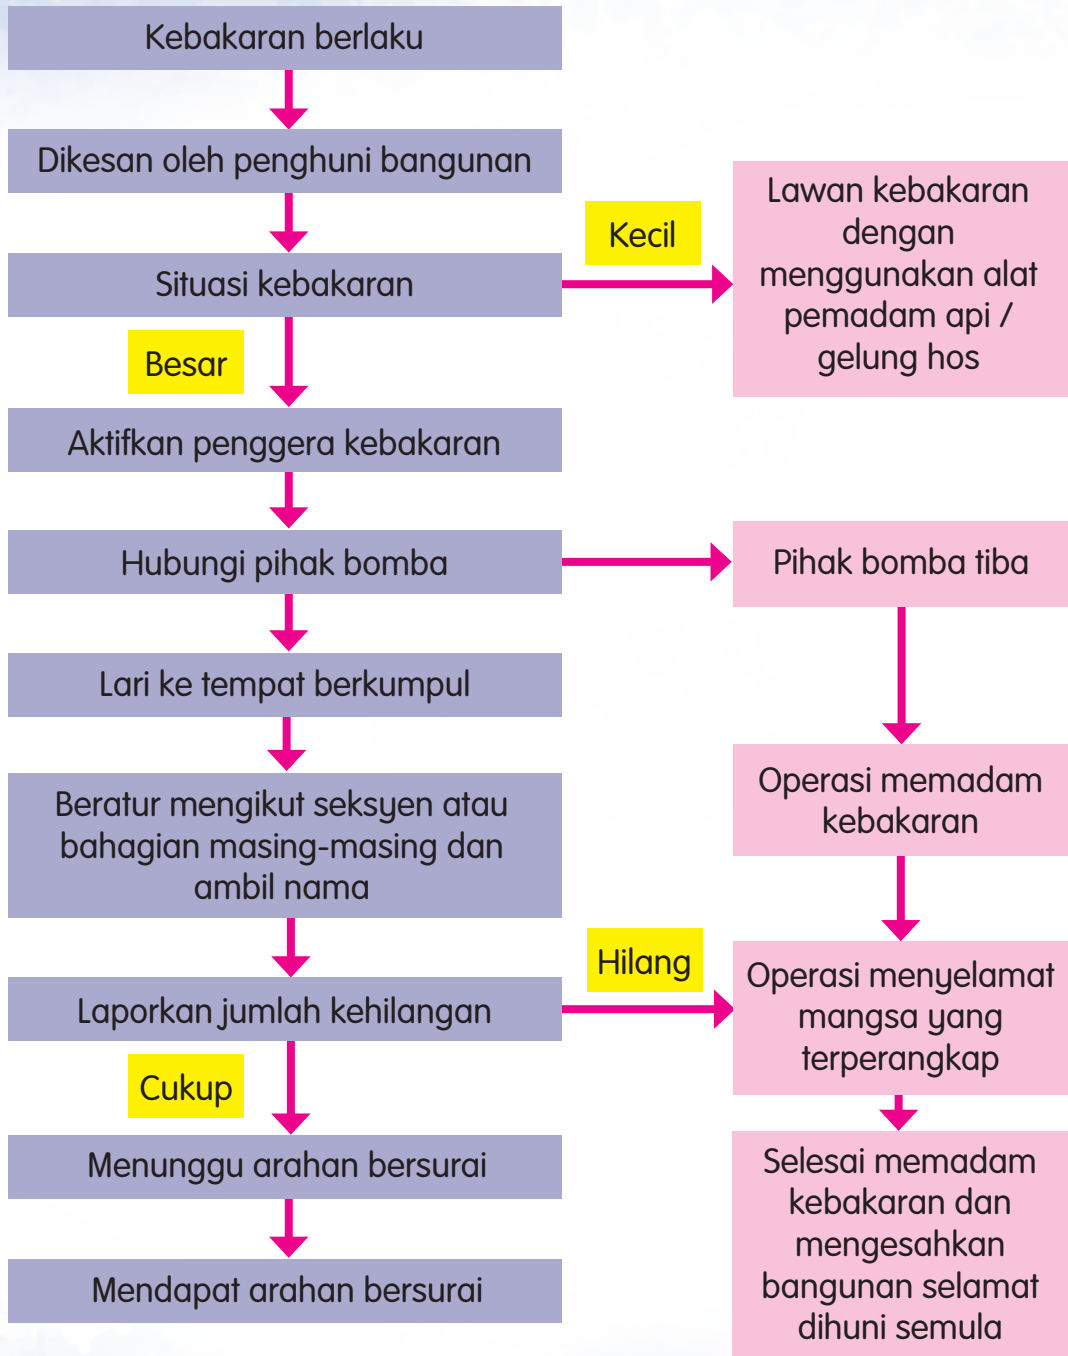 Kebakaran berlaku
Dikesan oleh penghuni bangunan
Situasi kebakaran
Kecil
Lawan kebakaran
dengan
menggunakan alat
pemadam api /
gelung hos
Besar
Aktifkan penggera kebakaran
Hubungi pihak bomba
Pihak bomba tiba
Lari ke tempat berkumpul
Operasi memadam
kebakaran
Beratur mengikut seksyen atau
bahagian masing-masing dan
ambil nama
Laporkan jumlah kehilangan
Hilang
Operasi menyelamat
mangsa yang
terperangkap
Cukup
Menunggu arahan bersurai
Mendapat arahan bersurai
Selesai memadam
kebakaran dan
mengesahkan
bangunan selamat
dihuni semula